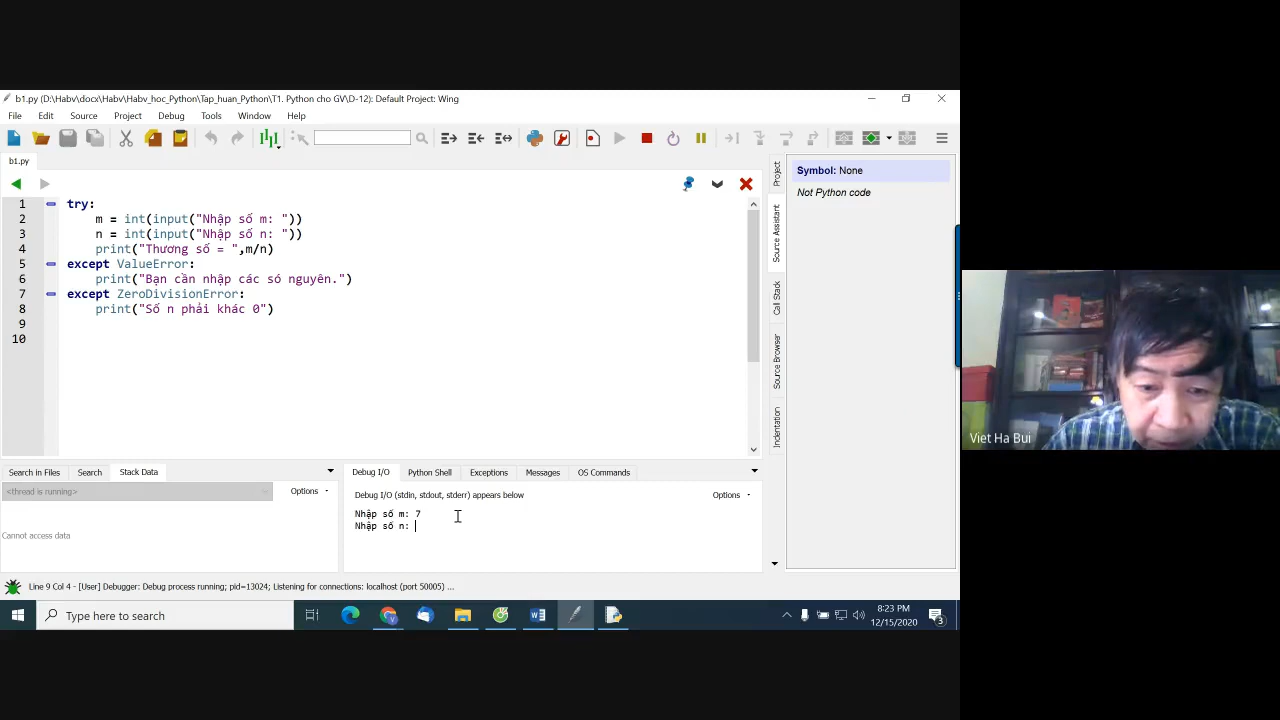 b1.py (D:\Habv\docx\Habv\Habv_hoc_Python\Tap_huan_Python\T1. Python cho GV\D-12): Default Project: Wing
File Edit Source Project Debug Tools Window Help
b1.py
1 try:
2 m = int(input("Nhập số m: "))
3 n = int(input("Nhập số n: "))
4 print("Thương số = ",m/n)
5 except ValueError:
6 print("Bạn cần nhập các só nguyên.")
7 except ZeroDivisionError:
8 print("Số n phải khác 0")
9
10
Project
Source Assistant
Call Stack
Source Browser
Indentation
Symbol: None
Not Python code
Viet Ha Bui
Search in Files Search Stack Data
<thread is running> Options
Cannot access data
Debug I/O Python Shell Exceptions Messages OS Commands
Debug I/O (stdin, stdout, stderr) appears below Options
Nhập số m: 7
Nhập số n:
Line 9 Col 4 - [User] Debugger: Debug process running; pid=13024; Listening for connections: localhost (port 50005) ...
Type here to search
8:23 PM
12/15/2020
3